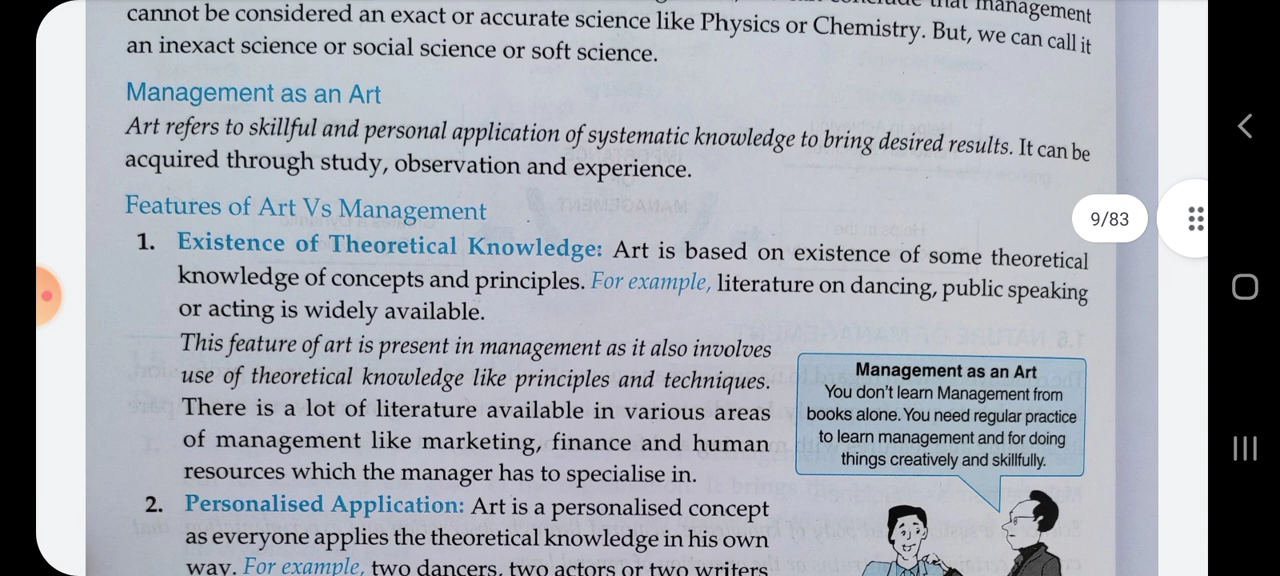 cannot be considered an exact or accurate science like Physics or Chemistry. But, we can call it
an inexact science or social science or soft science.
Management as an Art
Art refers to skillful and personal application of systematic knowledge to bring desired results. It can be
acquired through study, observation and experience.
Features of Art Vs Management
1. Existence of Theoretical Knowledge: Art is based on existence of some theoretical
knowledge of concepts and principles. For example, literature on dancing, public speaking
or acting is widely available.
This feature of art is present in management as it also involves
use of theoretical knowledge like principles and techniques.
There is a lot of literature available in various areas
of management like marketing, finance and human
resources which the manager has to specialise in.
Management as an Art
You don't learn Management from
books alone. You need regular practice
to learn management and for doing
things creatively and skillfully.
2. Personalised Application: Art is a personalised concept
as everyone applies the theoretical knowledge in his own
way. For example, two dancers, two actors or two writers
9/83